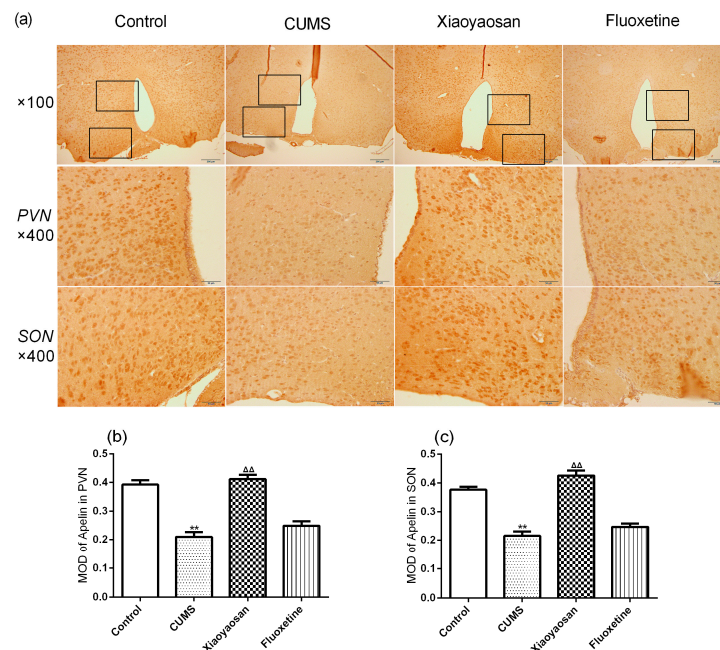 (a)
Control CUMS Xiaoyaosan Fluoxetine
×100
PVN
×400
SON
×400
(b)
MOD of Apelin in PVN
0.5
0.4
0.3
0.2
0.1
0.0
**
ΔΔ
Control CUMS Xiaoyaosan Fluoxetine
(c)
MOD of Apelin in SON
0.5
0.4
0.3
0.2
0.1
0.0
**
ΔΔ
Control CUMS Xiaoyaosan Fluoxetine